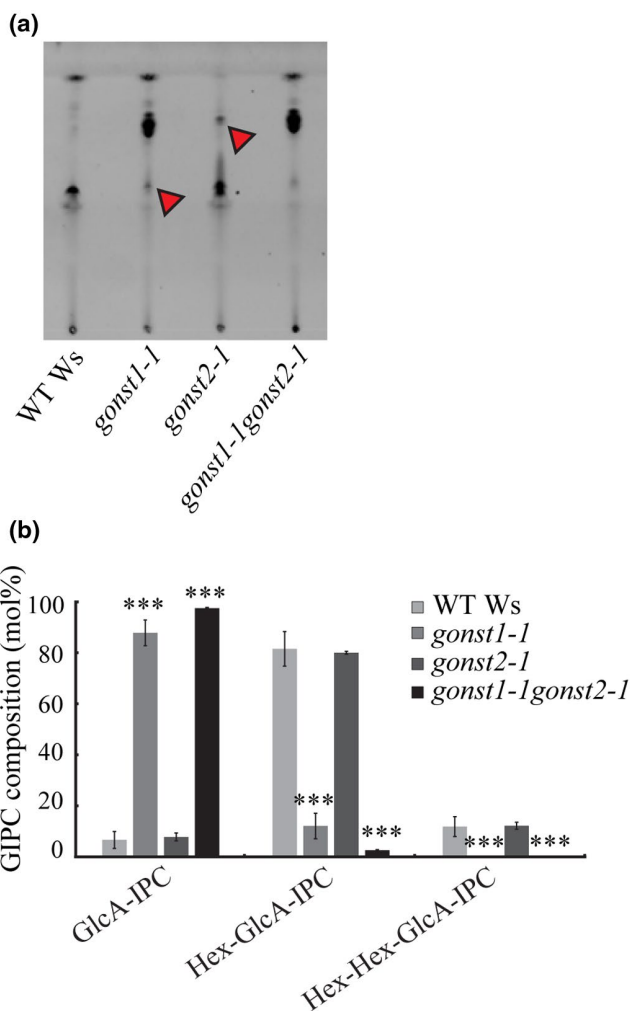 (a)
WT Ws
gonst1-1
gonst2-1
gonst1-1gonst2-1
(b)
GIPC composition (mol%)
100
80
60
40
20
0
***
***
***
***
***
***
WT Ws
gonst1-1
gonst2-1
gonst1-1gonst2-1
GlcA-IPC
Hex-GlcA-IPC
Hex-Hex-GlcA-IPC